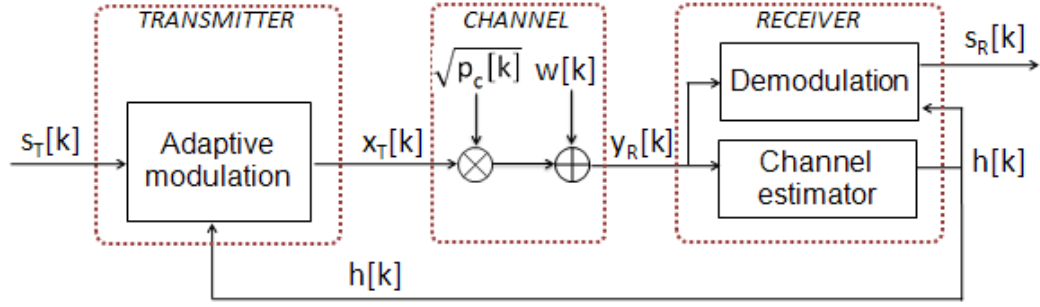 TRANSMITTER
CHANNEL
RECEIVER
s_T[k]
Adaptive
modulation
x_T[k]
√p_c[k]
w[k]
y_R[k]
Demodulation
s_R[k]
Channel
estimator
h[k]
h[k]